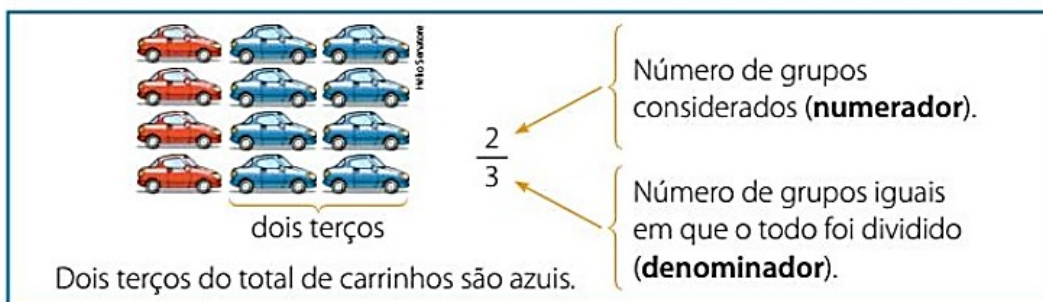 Helio Senatore
dois terços
Dois terços do total de carrinhos são azuis.
2
3
Número de grupos
considerados (numerador).
Número de grupos iguais
em que o todo foi dividido
(denominador).